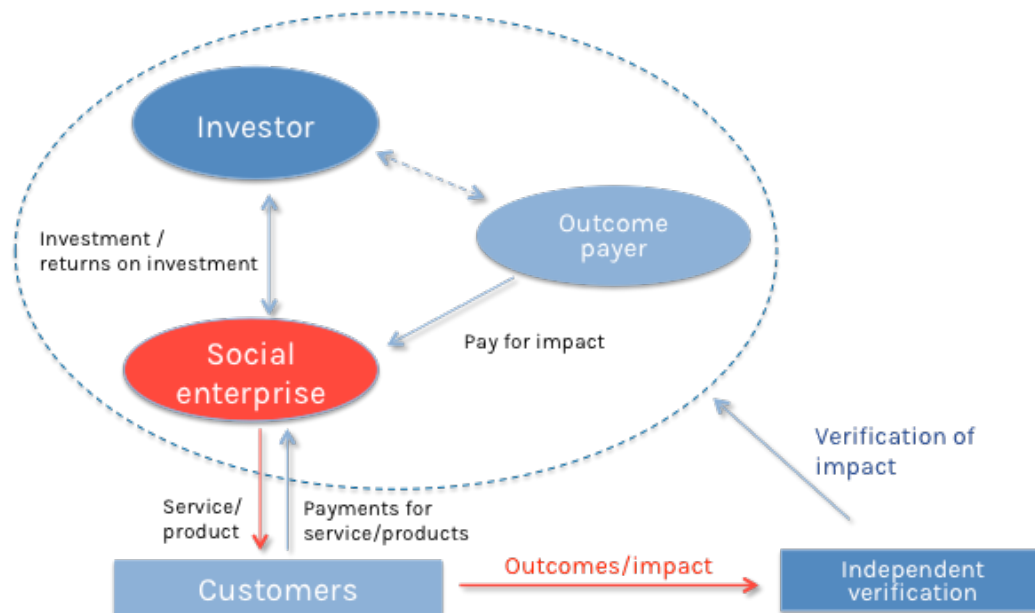 Investor
Outcome
payer
Investment /
returns on investment
Social
enterprise
Pay for impact
Verification of
impact
Service/
product
Payments for
service/products
Customers
Outcomes/impact
Independent
verification